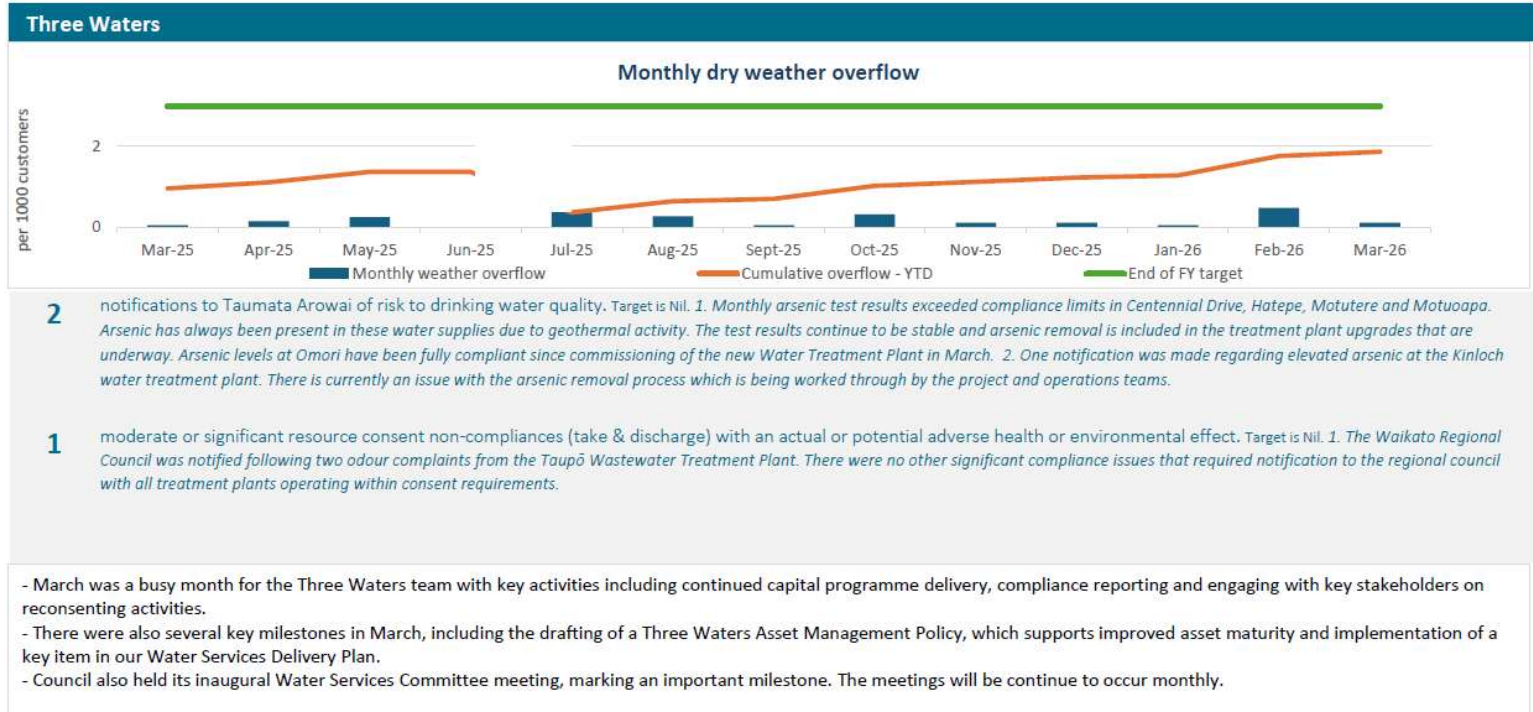 Three Waters
Monthly dry weather overflow
per 1000 customers
2
0
Mar-25 Apr-25 May-25 Jun-25 Jul-25 Aug-25 Sept-25 Oct-25 Nov-25 Dec-25 Jan-26 Feb-26 Mar-26
Monthly weather overflow Cumulative overflow - YTD End of FY target
2 notifications to Taumata Arowai of risk to drinking water quality. Target is Nil. 1. Monthly arsenic test results exceeded compliance limits in Centennial Drive, Hatepe, Motutere and Motuoapa.
Arsenic has always been present in these water supplies due to geothermal activity. The test results continue to be stable and arsenic removal is included in the treatment plant upgrades that are
underway. Arsenic levels at Omori have been fully compliant since commissioning of the new Water Treatment Plant in March. 2. One notification was made regarding elevated arsenic at the Kinloch
water treatment plant. There is currently an issue with the arsenic removal process which is being worked through by the project and operations teams.
1 moderate or significant resource consent non-compliances (take & discharge) with an actual or potential adverse health or environmental effect. Target is Nil. 1. The Waikato Regional
Council was notified following two odour complaints from the Taupō Wastewater Treatment Plant. There were no other significant compliance issues that required notification to the regional council
with all treatment plants operating within consent requirements.
- March was a busy month for the Three Waters team with key activities including continued capital programme delivery, compliance reporting and engaging with key stakeholders on
reconsenting activities.
- There were also several key milestones in March, including the drafting of a Three Waters Asset Management Policy, which supports improved asset maturity and implementation of a
key item in our Water Services Delivery Plan.
- Council also held its inaugural Water Services Committee meeting, marking an important milestone. The meetings will be continue to occur monthly.